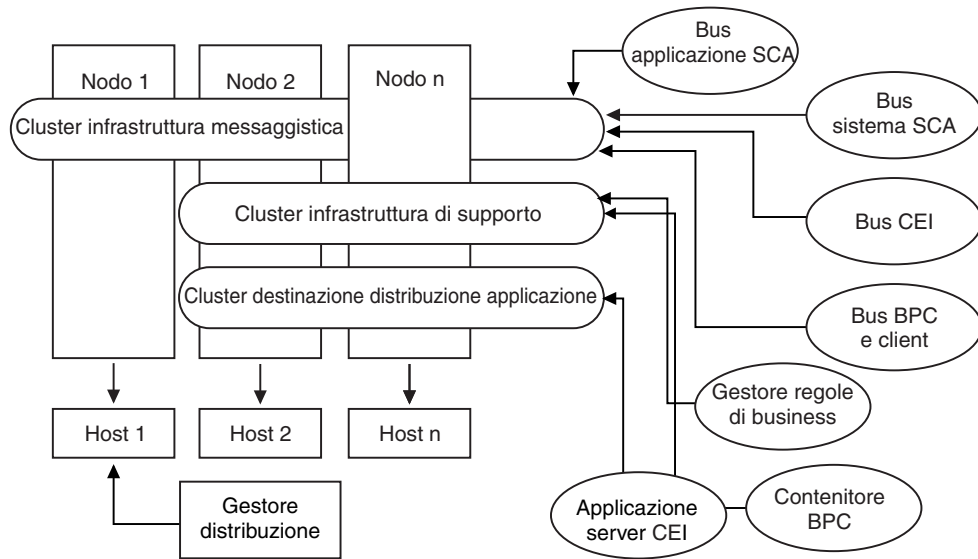 Bus
applicazione SCA
Nodo 1
Nodo 2
Nodo n
Cluster infrastruttura messaggistica
Bus
sistema SCA
Cluster infrastruttura di supporto
Bus CEI
Cluster destinazione distribuzione applicazione
Bus BPC
e client
Gestore regole
di business
Host 1
Host 2
Host n
Gestore
distribuzione
Applicazione
server CEI
Contenitore
BPC